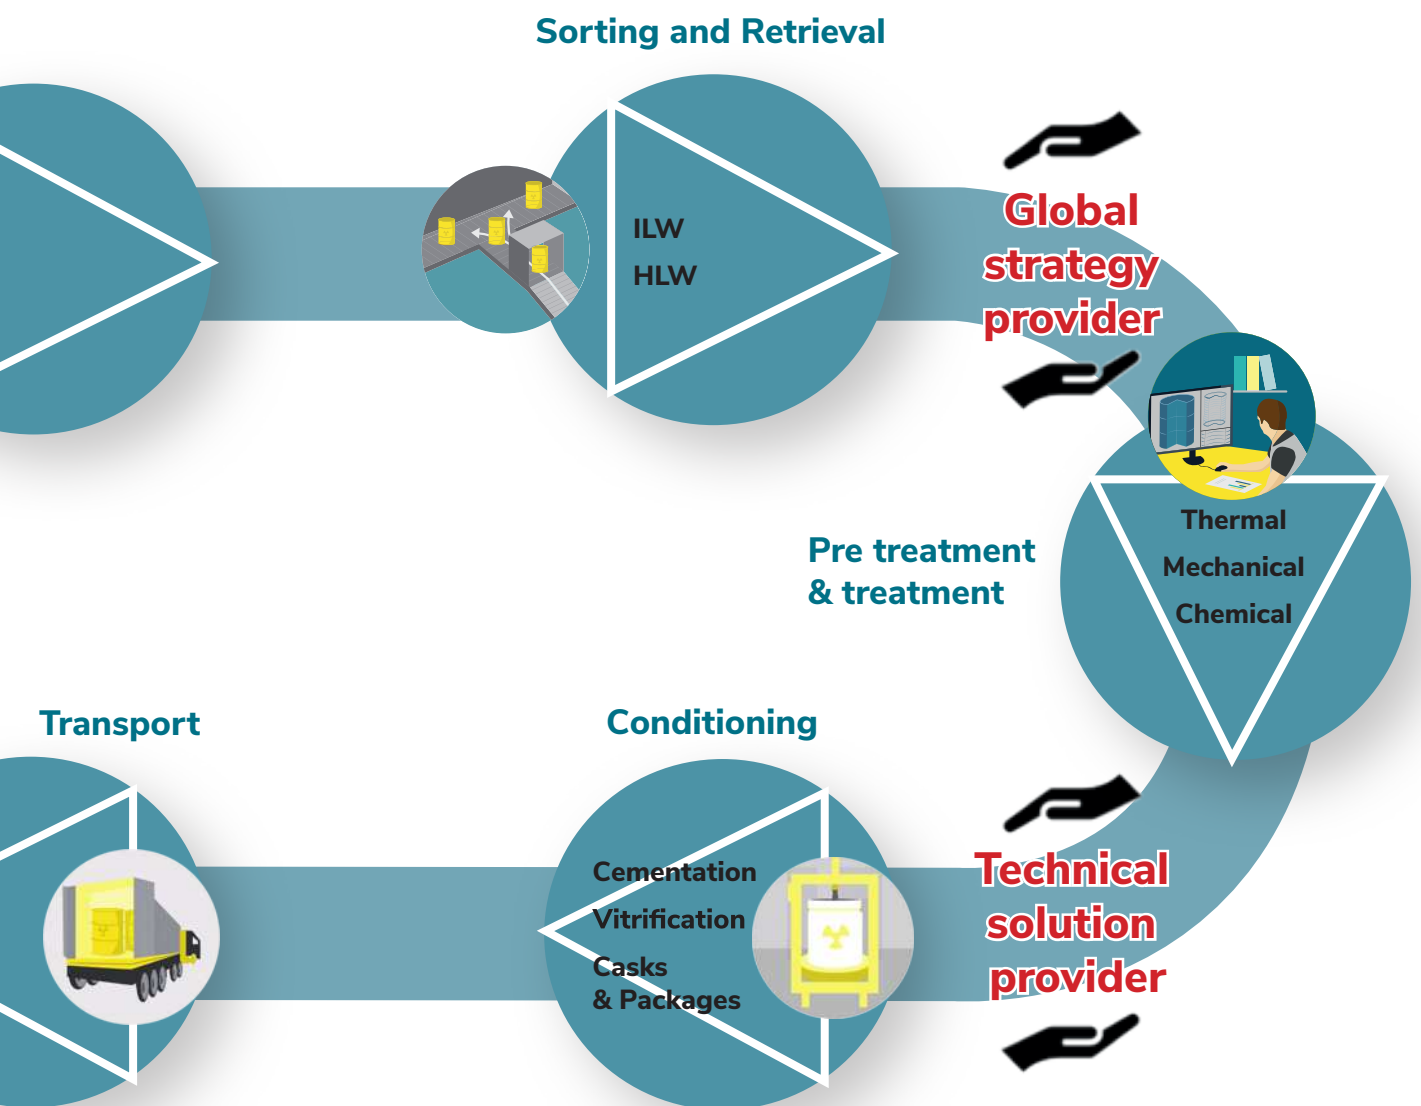 Sorting and Retrieval
ILW
HLW
Global
strategy
provider
Pre treatment
& treatment
Thermal
Mechanical
Chemical
Transport
Conditioning
Cementation
Vitrification
Casks
& Packages
Technical
solution
provider